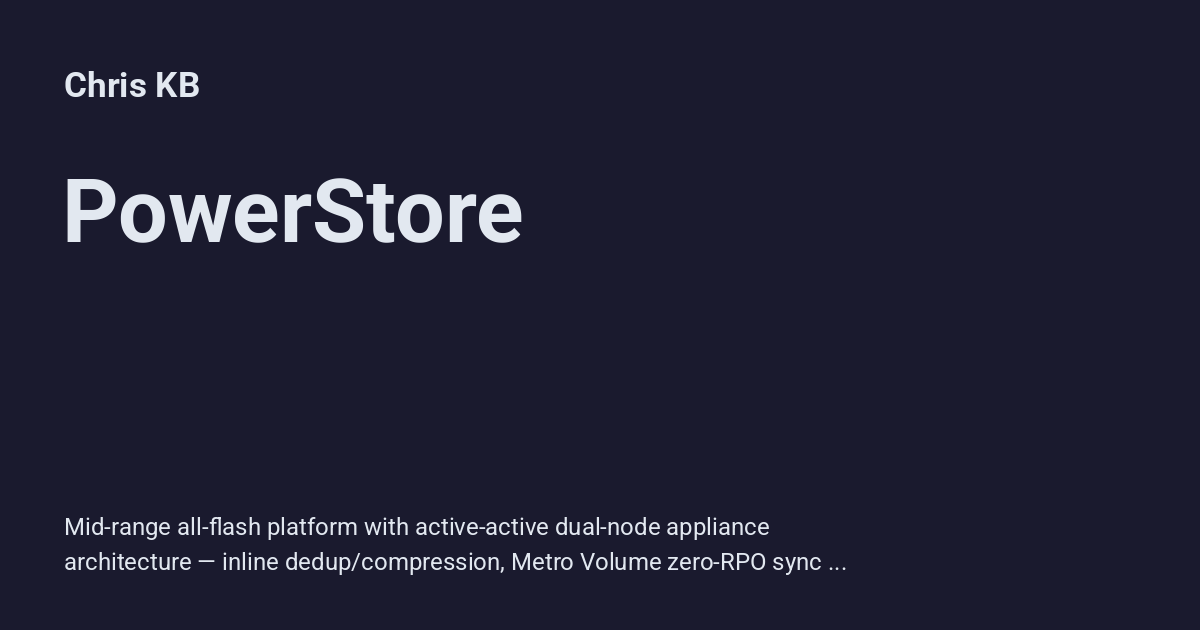 Chris KB
PowerStore
Mid-range all-flash platform with active-active dual-node appliance
architecture — inline dedup/compression, Metro Volume zero-RPO sync ...